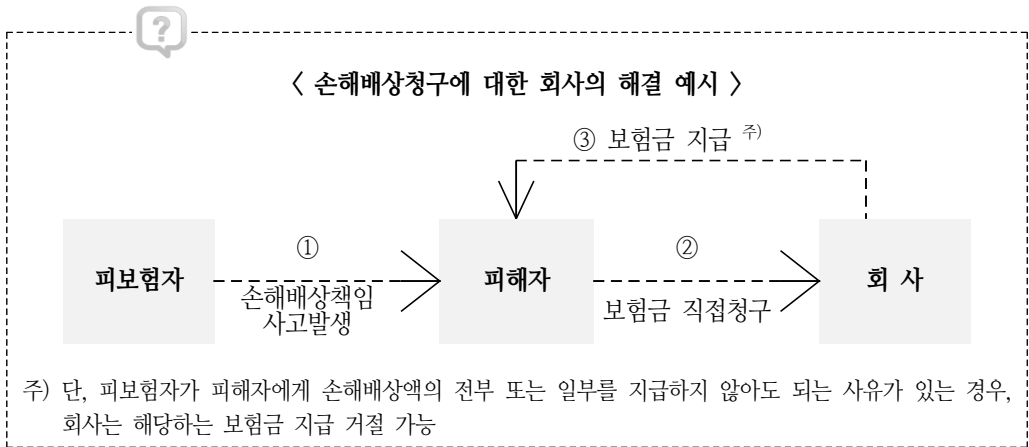 ?
< 손해배상청구에 대한 회사의 해결 예시 >
③ 보험금 지급 주)
피보험자
①
손해배상책임
사고발생
피해자
②
보험금 직접청구
회 사
주) 단, 피보험자가 피해자에게 손해배상액의 전부 또는 일부를 지급하지 않아도 되는 사유가 있는 경우,
회사는 해당하는 보험금 지급 거절 가능